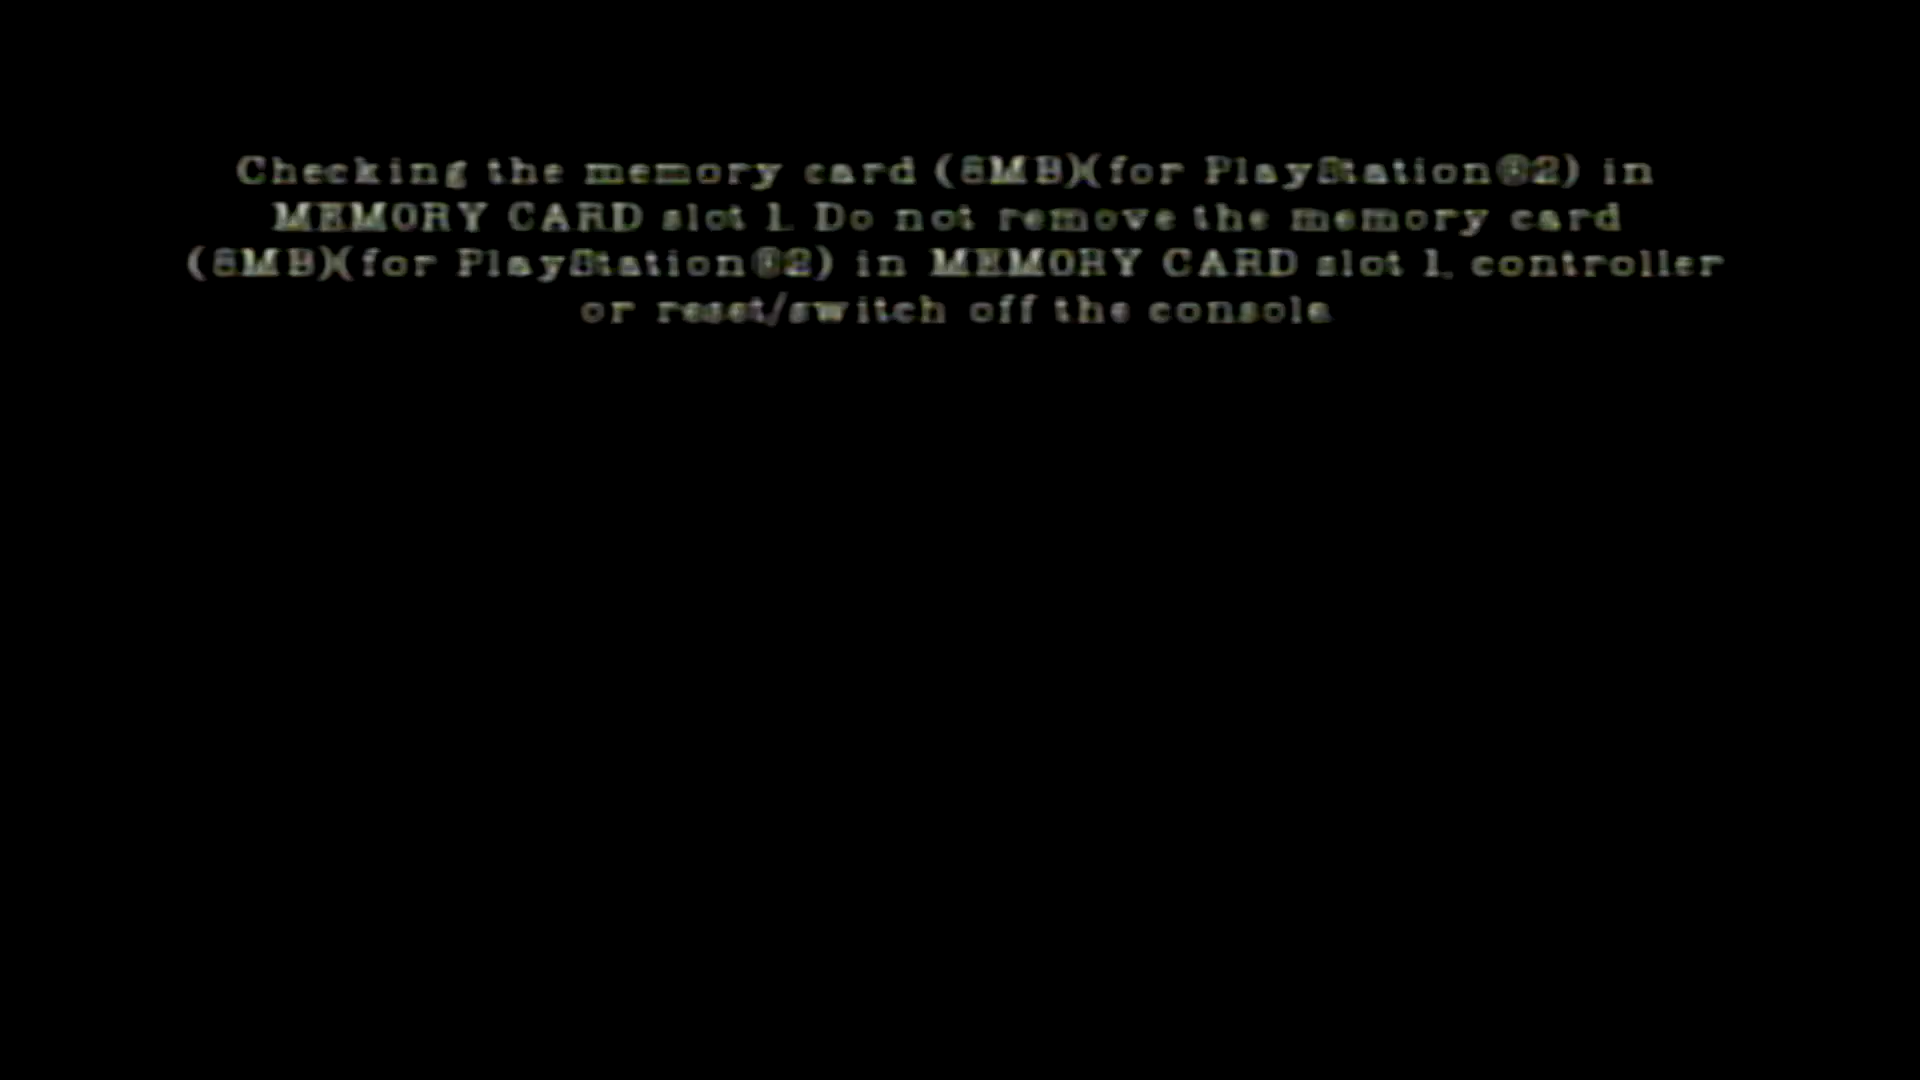 Checking the memory card (8MB)(for PlayStation®2) in
MEMORY CARD slot 1. Do not remove the memory card
(8MB)(for PlayStation®2) in MEMORY CARD slot 1, controller
or reset/switch off the console